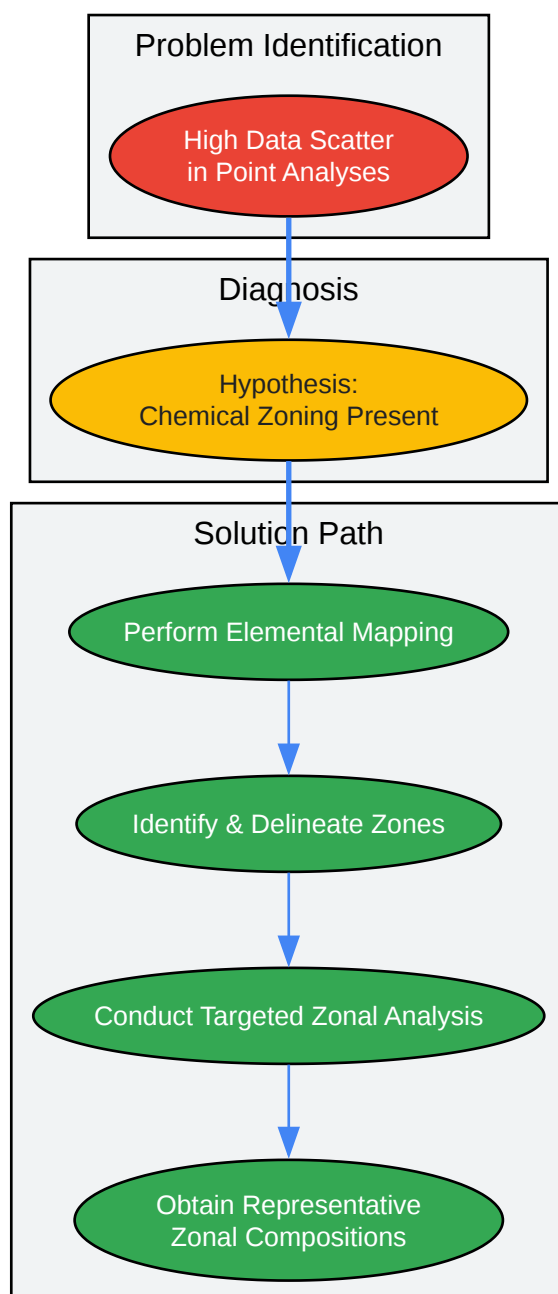 Problem Identification
High Data Scatter
in Point Analyses
Diagnosis
Hypothesis:
Chemical Zoning Present
Solution Path
Perform Elemental Mapping
Identify & Delineate Zones
Conduct Targeted Zonal Analysis
Obtain Representative
Zonal Compositions